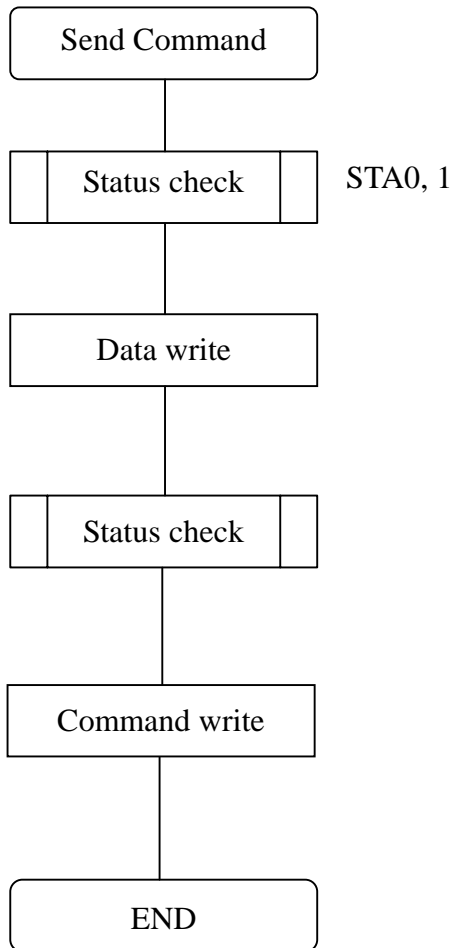 Send Command
Status check
STA0, 1
Data write
Status check
Command write
END